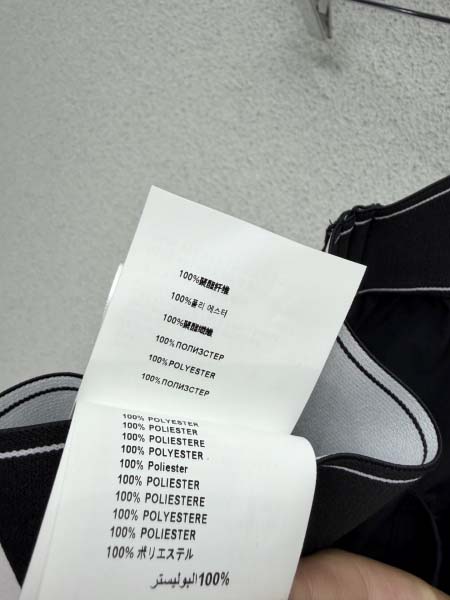 100%聚酯纤维
100%폴리 에스터
100%聚酯纖維
100%ПОЛИЭСТЕР
100%POLYESTER
100%ПОЛИЭСТЕР
100% POLYESTER
100% POLIESTER
100% POLIESTERE
100% POLYESTER
100% Poliester
100% POLIESTER
100% POLIESTERE
100% POLYESTERE
100% POLIESTER
100% ポリエステル
100%البوليستر